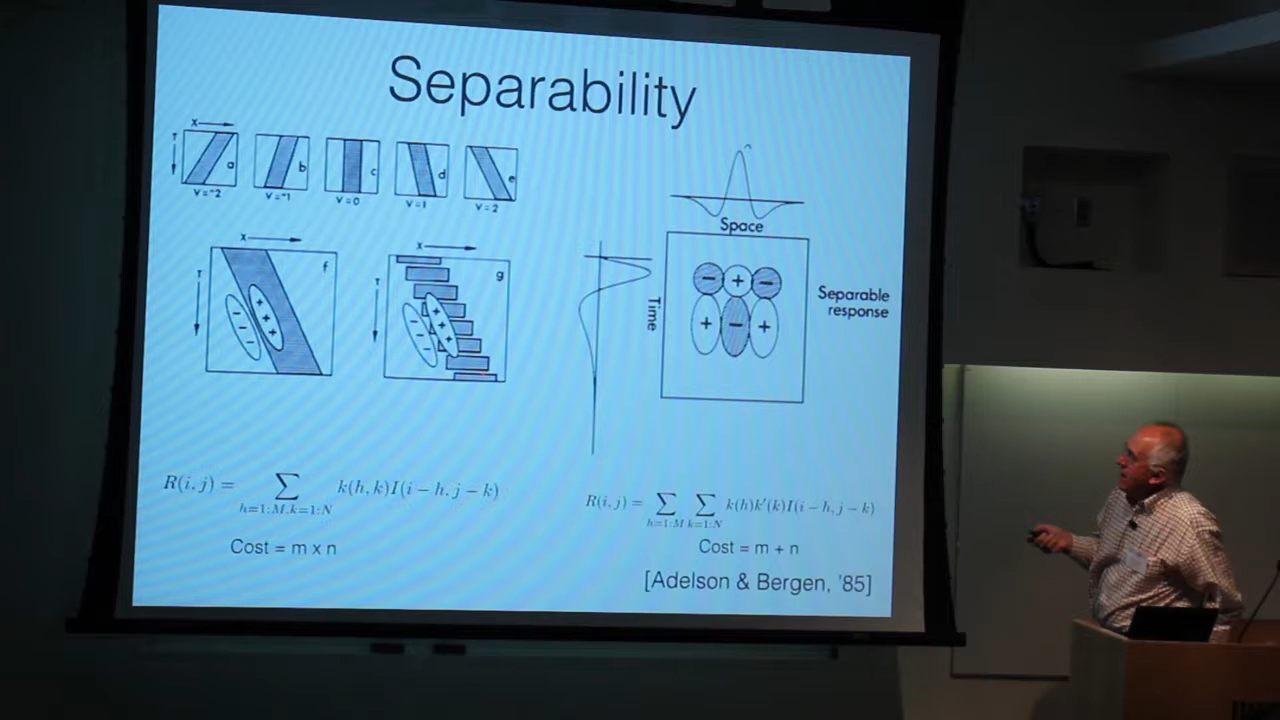 Separability
X
T
a
b
c
d
e
V=-2
V=-1
V=0
V=1
V=2
X
T
f
X
T
g
Space
Time
Separable
response
R(i, j) = ∑ h=1:M,k=1:N k(h, k)I(i − h, j − k)
Cost = m x n
R(i, j) = ∑ h=1:M ∑ k=1:N k(h)k′(k)I(i − h, j − k)
Cost = m + n
[Adelson & Bergen, '85]